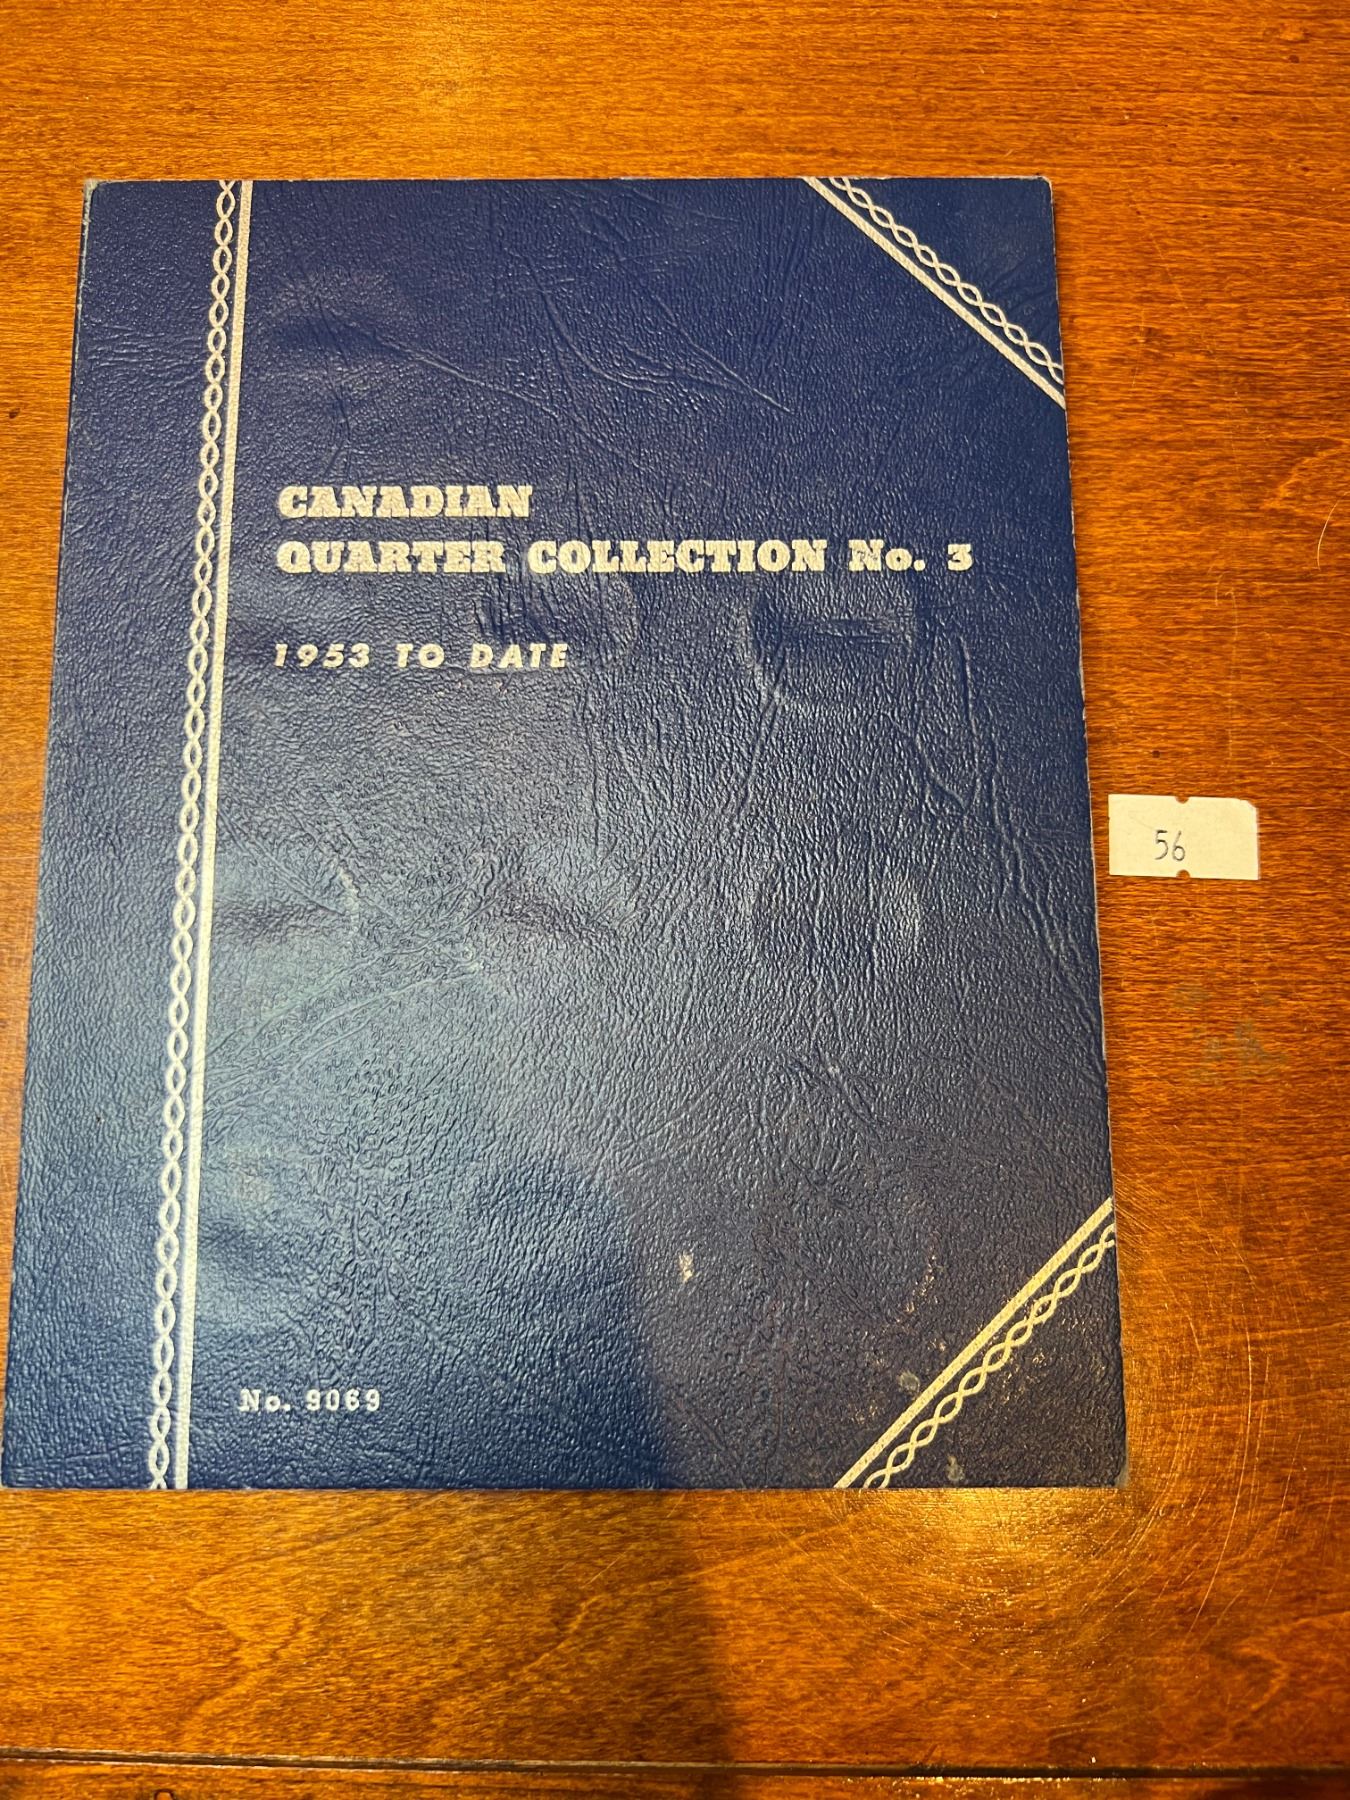 CANADIAN
QUARTER COLLECTION No. 3
1953 TO DATE
56
No. 9069